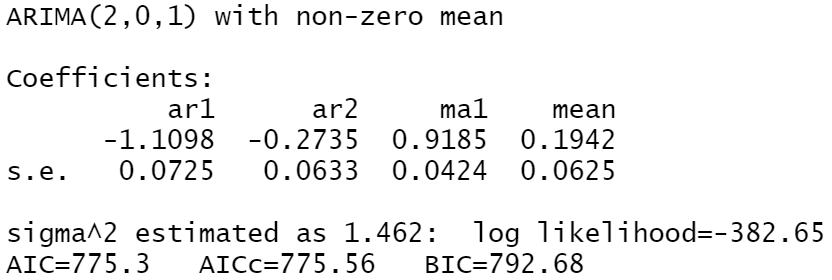 ARIMA(2,0,1) with non-zero mean
Coefficients:
ar1 ar2 ma1 mean
-1.1098 -0.2735 0.9185 0.1942
s.e. 0.0725 0.0633 0.0424 0.0625
sigma^2 estimated as 1.462: log likelihood=-382.65
AIC=775.3 AICc=775.56 BIC=792.68